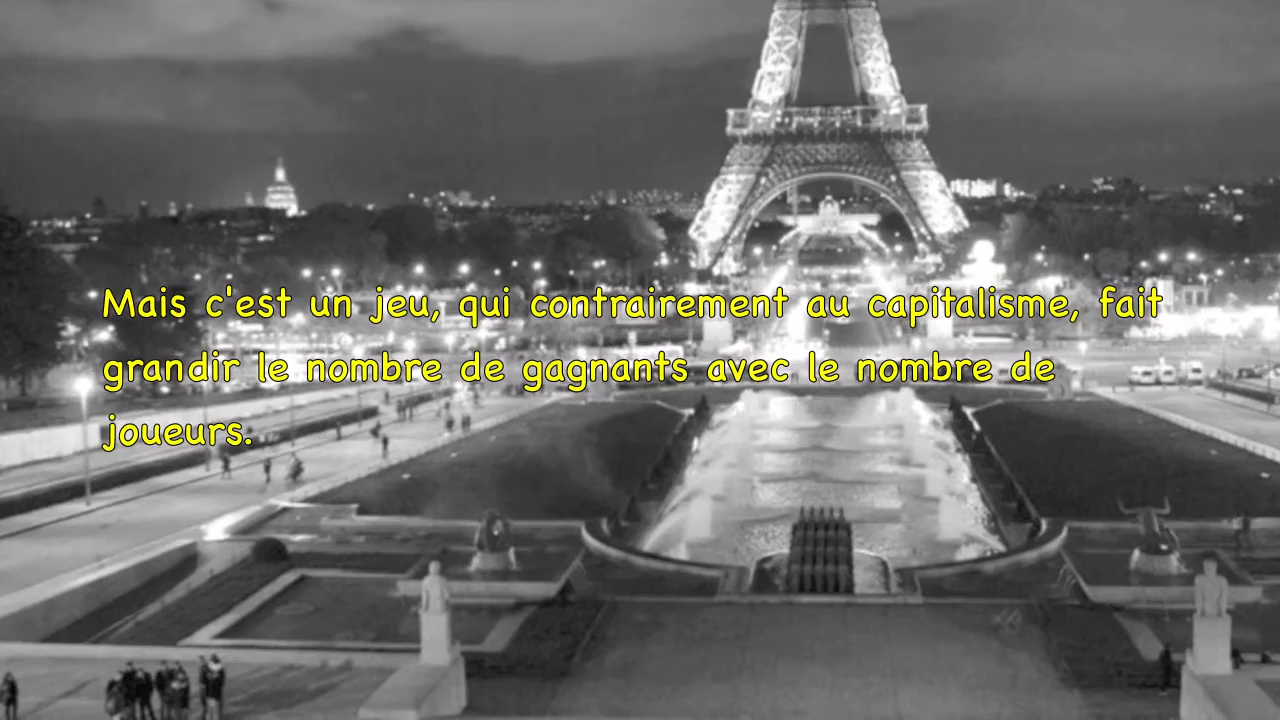 Mais c'est un jeu, qui contrairement au capitalisme, fait
grandir le nombre de gagnants avec le nombre de
joueurs.